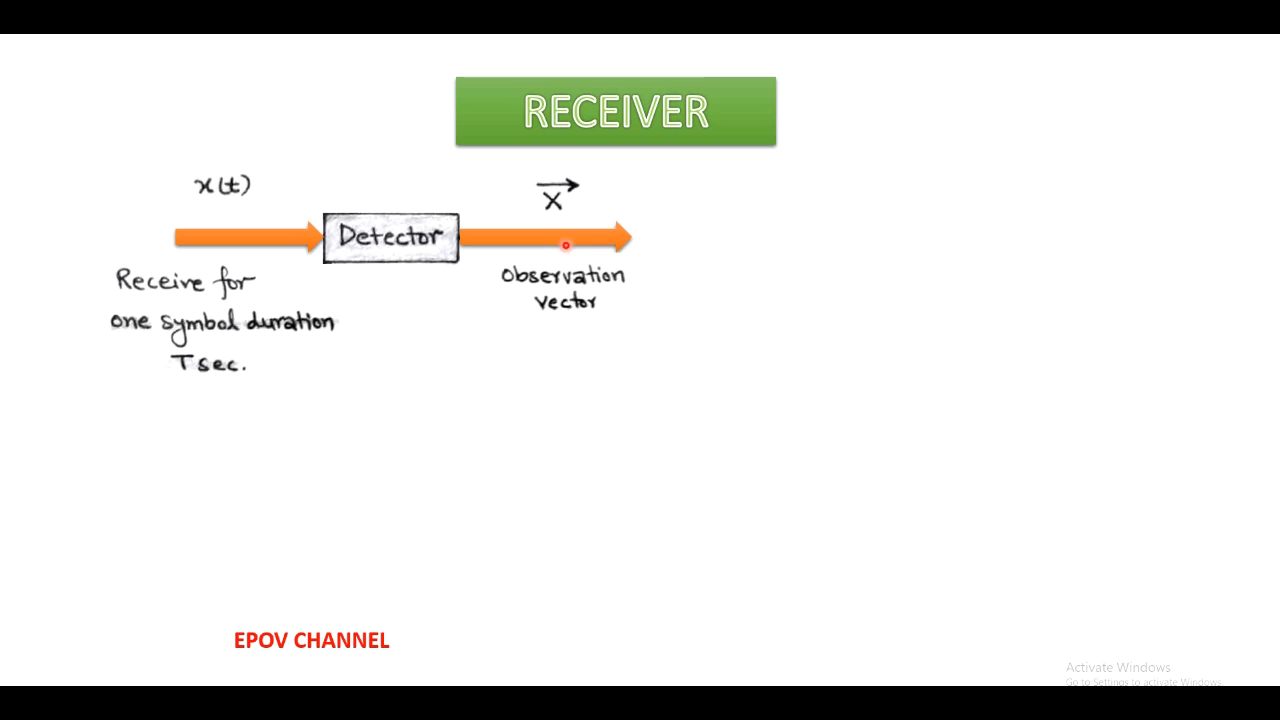 RECEIVER
x(t)
X
Detector
Receive for
one symbol duration
T sec.
Observation
vector
EPOV CHANNEL
Activate Windows
Go to Settings to activate Windows.